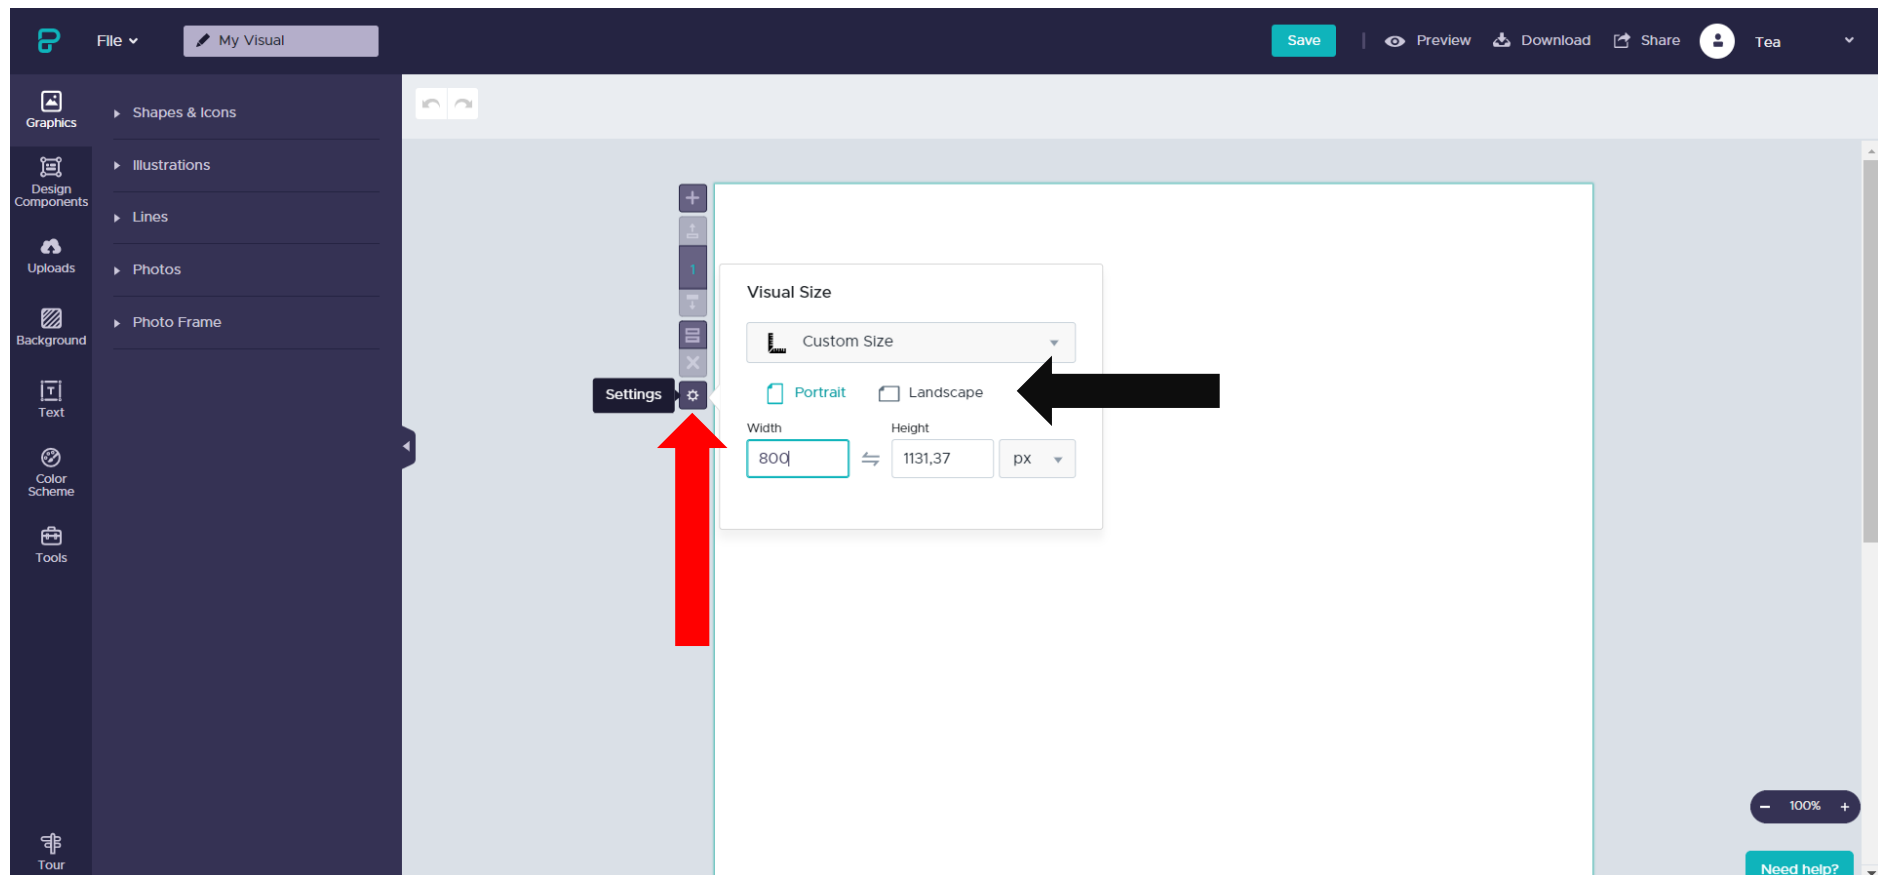 File
My Visual
Save
Preview
Download
Share
Tea
Graphics
Design
Components
Uploads
Background
Text
Color
Scheme
Tools
Tour
Shapes & Icons
Illustrations
Lines
Photos
Photo Frame
1
Settings
Visual Size
Custom Size
Portrait
Landscape
Width
Height
800
1131,37
px
100%
Need help?